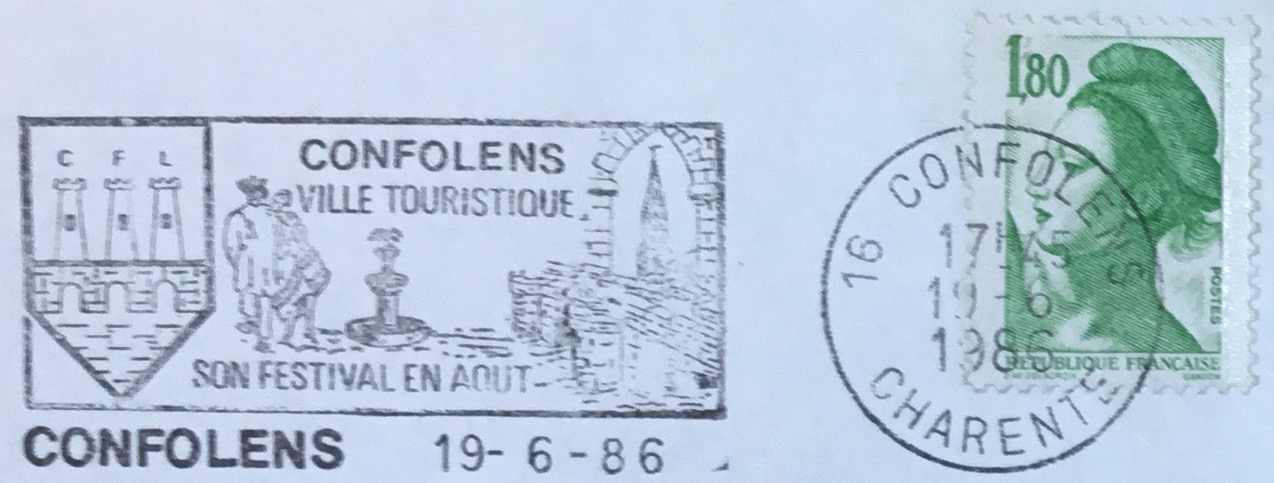 C F L
CONFOLENS
VILLE TOURISTIQUE
SON FESTIVAL EN AOUT
CONFOLENS 19-6-86
16 CONFOLENS
17H45
19-6
1986
CHARENTE
1,80
POSTES
RÉPUBLIQUE FRANÇAISE
GANDON